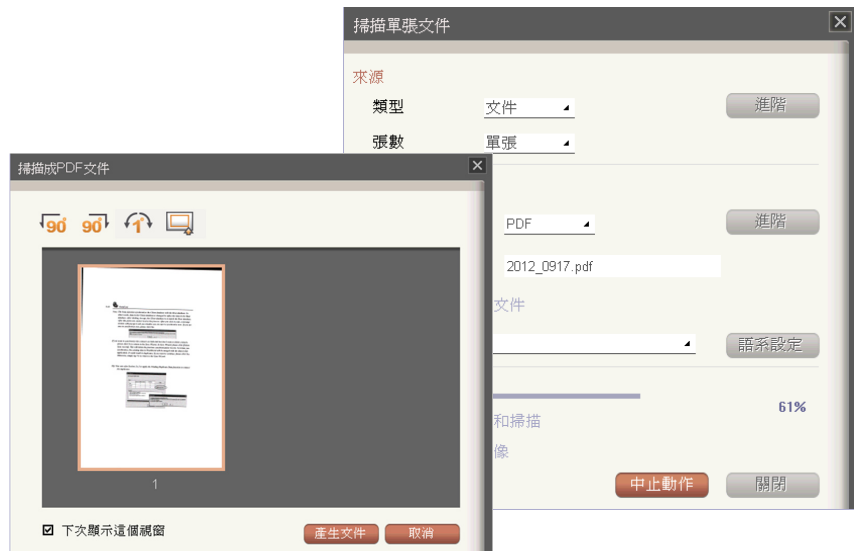 掃描單張文件
來源
類型 文件 進階
張數 單張
PDF 進階
2012_0917.pdf
文件
語系設定
61%
和掃描
像
中止動作 關閉
掃描成PDF文件
90° 90° 1°
1
下次顯示這個視窗 產生文件 取消